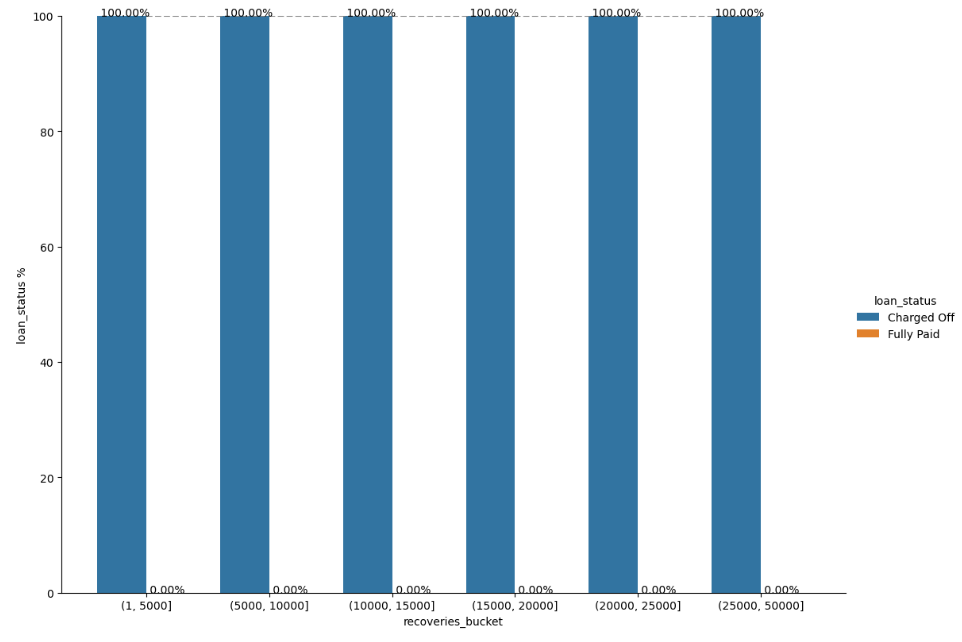 100
100.00% 100.00% 100.00% 100.00% 100.00% 100.00%
80
60
40
20
0
loan_status %
0.00% 0.00% 0.00% 0.00% 0.00% 0.00%
(1, 5000] (5000, 10000] (10000, 15000] (15000, 20000] (20000, 25000] (25000, 50000]
recoveries_bucket
loan_status
Charged Off
Fully Paid